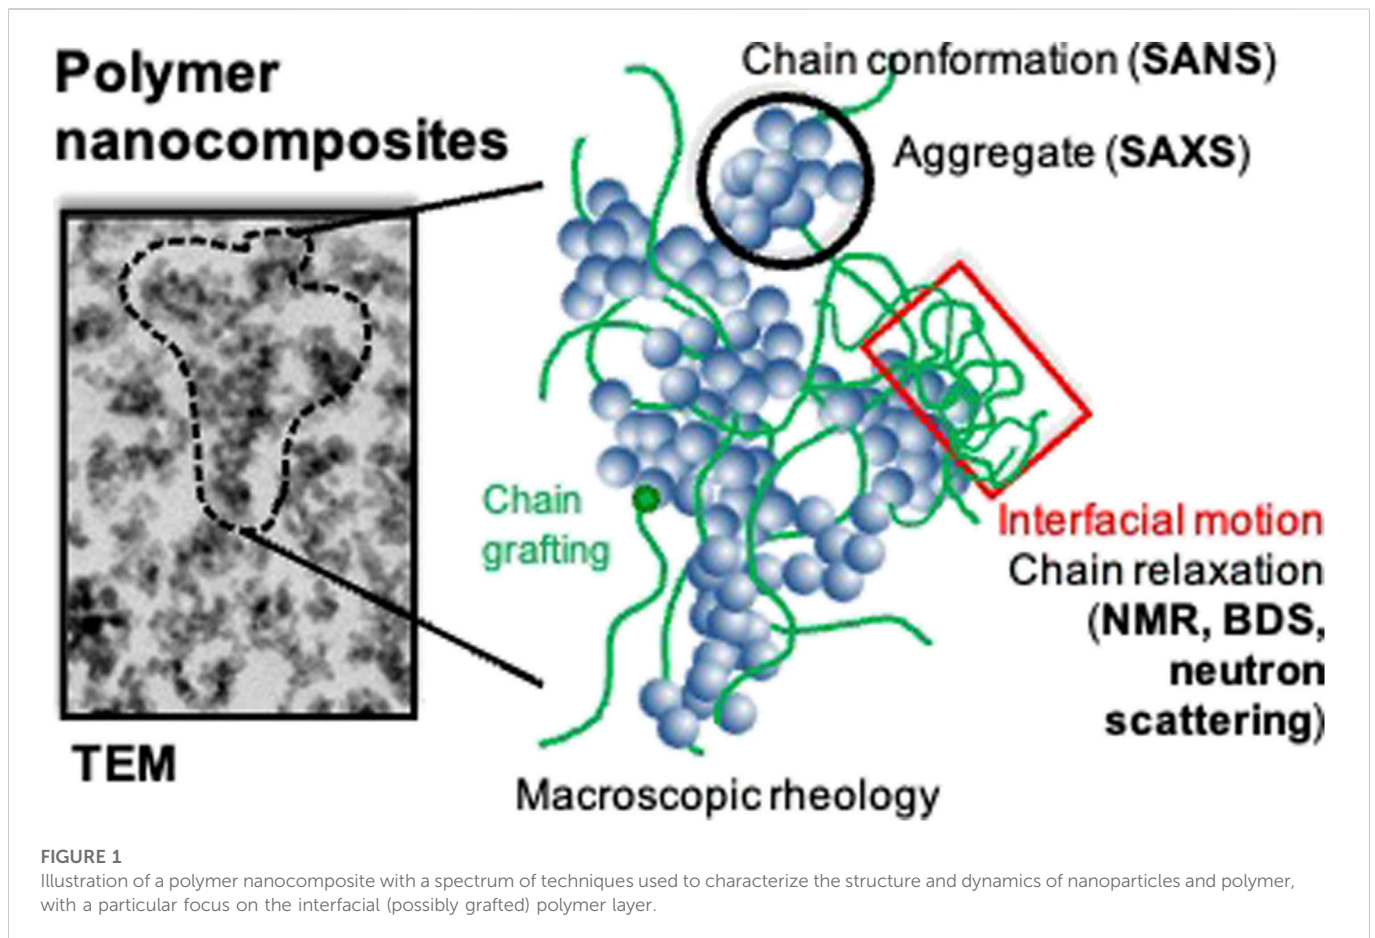 Polymer
nanocomposites
TEM
Chain conformation (SANS)
Aggregate (SAXS)
Chain
grafting
Interfacial motion
Chain relaxation
(NMR, BDS,
neutron
scattering)
Macroscopic rheology
FIGURE 1
Illustration of a polymer nanocomposite with a spectrum of techniques used to characterize the structure and dynamics of nanoparticles and polymer,
with a particular focus on the interfacial (possibly grafted) polymer layer.